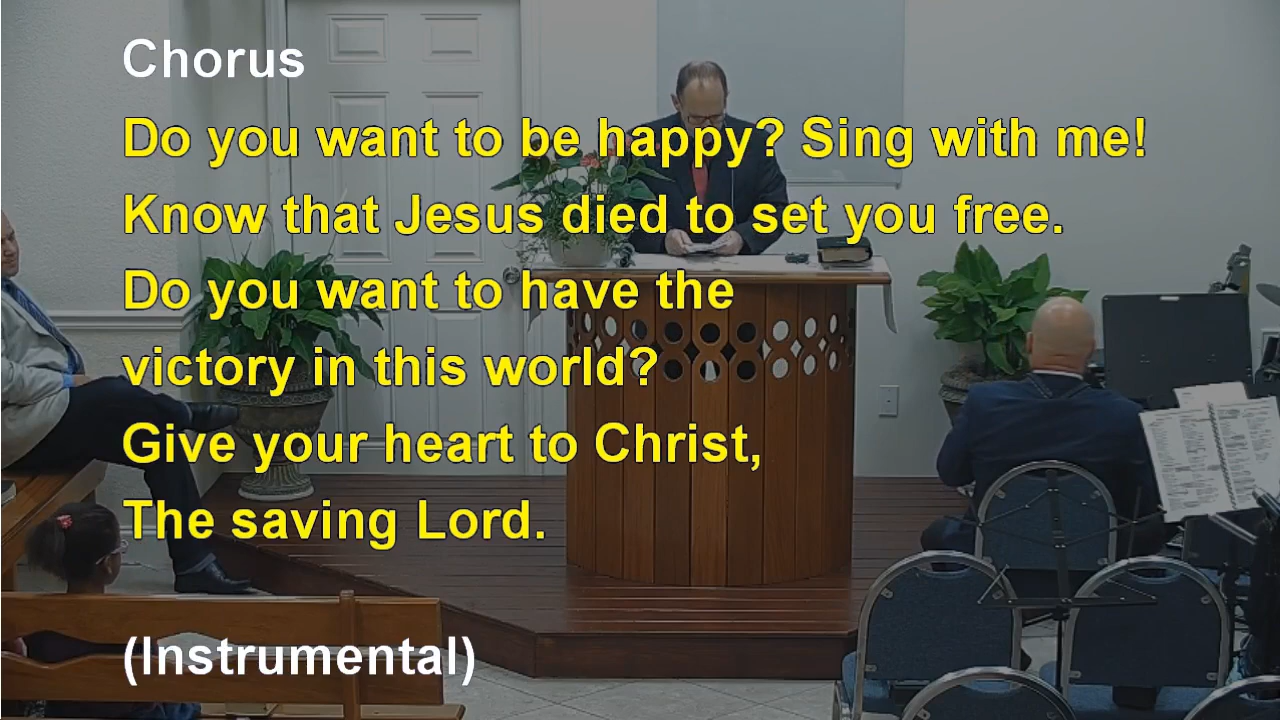 Chorus
Do you want to be happy? Sing with me!
Know that Jesus died to set you free.
Do you want to have the
victory in this world?
Give your heart to Christ,
The saving Lord.
(Instrumental)